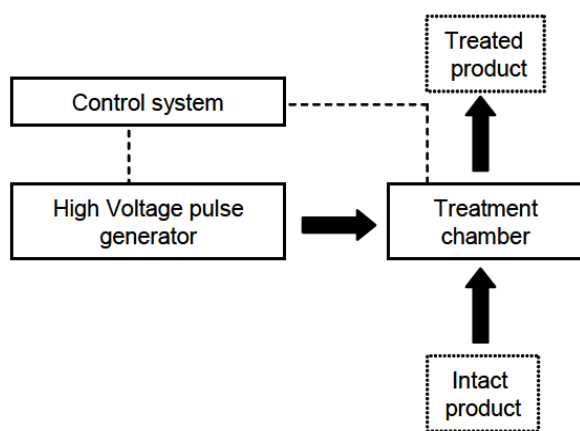 Treated
product
Control system
High Voltage pulse
generator
Treatment
chamber
Intact
product